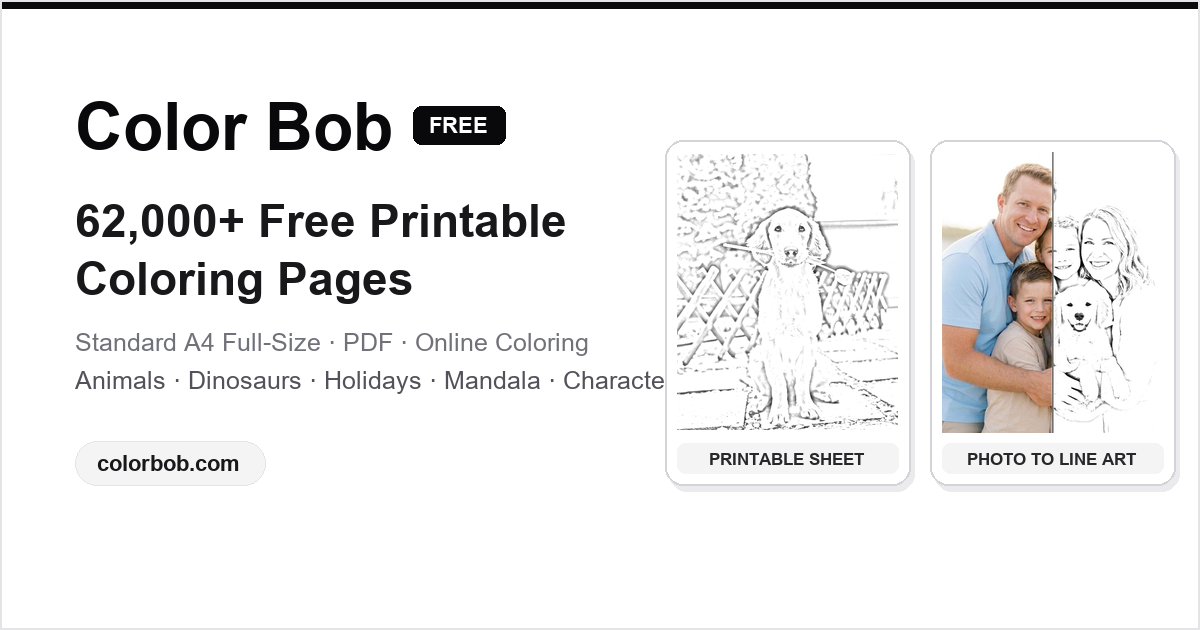 Color Bob FREE
62,000+ Free Printable
Coloring Pages
Standard A4 Full-Size · PDF · Online Coloring
Animals · Dinosaurs · Holidays · Mandala · Characte
colorbob.com
PRINTABLE SHEET
PHOTO TO LINE ART